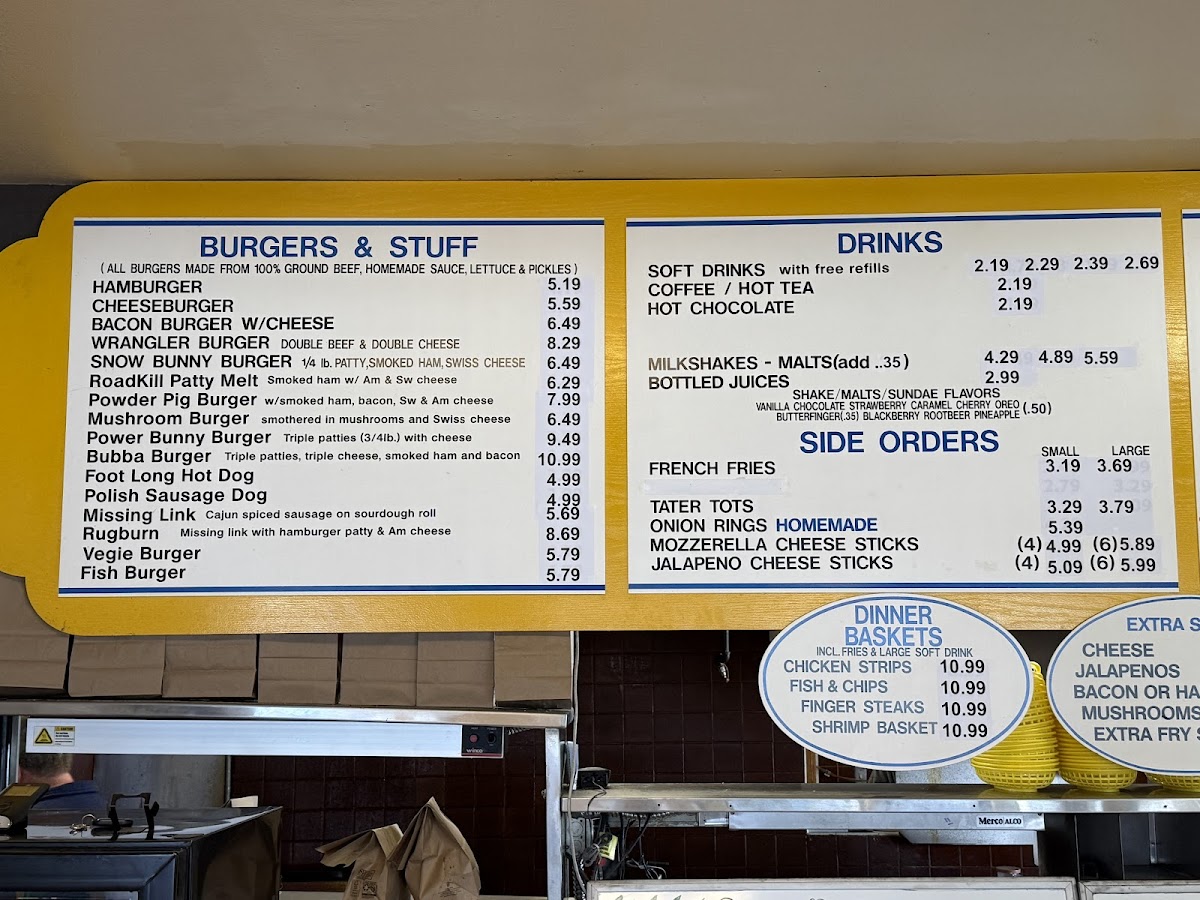 BURGERS & STUFF
( ALL BURGERS MADE FROM 100% GROUND BEEF, HOMEMADE SAUCE, LETTUCE & PICKLES )
HAMBURGER 5.19
CHEESEBURGER 5.59
BACON BURGER W/CHEESE 6.49
WRANGLER BURGER DOUBLE BEEF & DOUBLE CHEESE 8.29
SNOW BUNNY BURGER 1/4 lb. PATTY,SMOKED HAM,SWISS CHEESE 6.49
RoadKill Patty Melt Smoked ham w/ Am & Sw cheese 6.29
Powder Pig Burger w/smoked ham, bacon, Sw & Am cheese 7.99
Mushroom Burger smothered in mushrooms and Swiss cheese 6.49
Power Bunny Burger Triple patties (3/4lb.) with cheese 9.49
Bubba Burger Triple patties, triple cheese, smoked ham and bacon 10.99
Foot Long Hot Dog 4.99
Polish Sausage Dog 4.99
Missing Link Cajun spiced sausage on sourdough roll 5.69
Rugburn Missing link with hamburger patty & Am cheese 8.69
Vegie Burger 5.79
Fish Burger 5.79
DRINKS
SOFT DRINKS with free refills 2.19 2.29 2.39 2.69
COFFEE / HOT TEA 2.19
HOT CHOCOLATE 2.19
MILKSHAKES - MALTS(add ..35) 4.29 4.89 5.59
BOTTLED JUICES 2.99
SHAKE/MALTS/SUNDAE FLAVORS
VANILLA CHOCOLATE STRAWBERRY CARAMEL CHERRY OREO (.50)
BUTTERFINGER(.35) BLACKBERRY ROOTBEER PINEAPPLE
SIDE ORDERS
SMALL LARGE
FRENCH FRIES 3.19 3.69
2.79 3.29
TATER TOTS 3.29 3.79
ONION RINGS HOMEMADE 5.39
MOZZERELLA CHEESE STICKS (4) 4.99 (6) 5.89
JALAPENO CHEESE STICKS (4) 5.09 (6) 5.99
DINNER
BASKETS
INCL. FRIES & LARGE SOFT DRINK
CHICKEN STRIPS 10.99
FISH & CHIPS 10.99
FINGER STEAKS 10.99
SHRIMP BASKET 10.99
EXTRA S
CHEESE
JALAPENOS
BACON OR HA
MUSHROOMS
EXTRA FRY S
winco
Merco ALCO